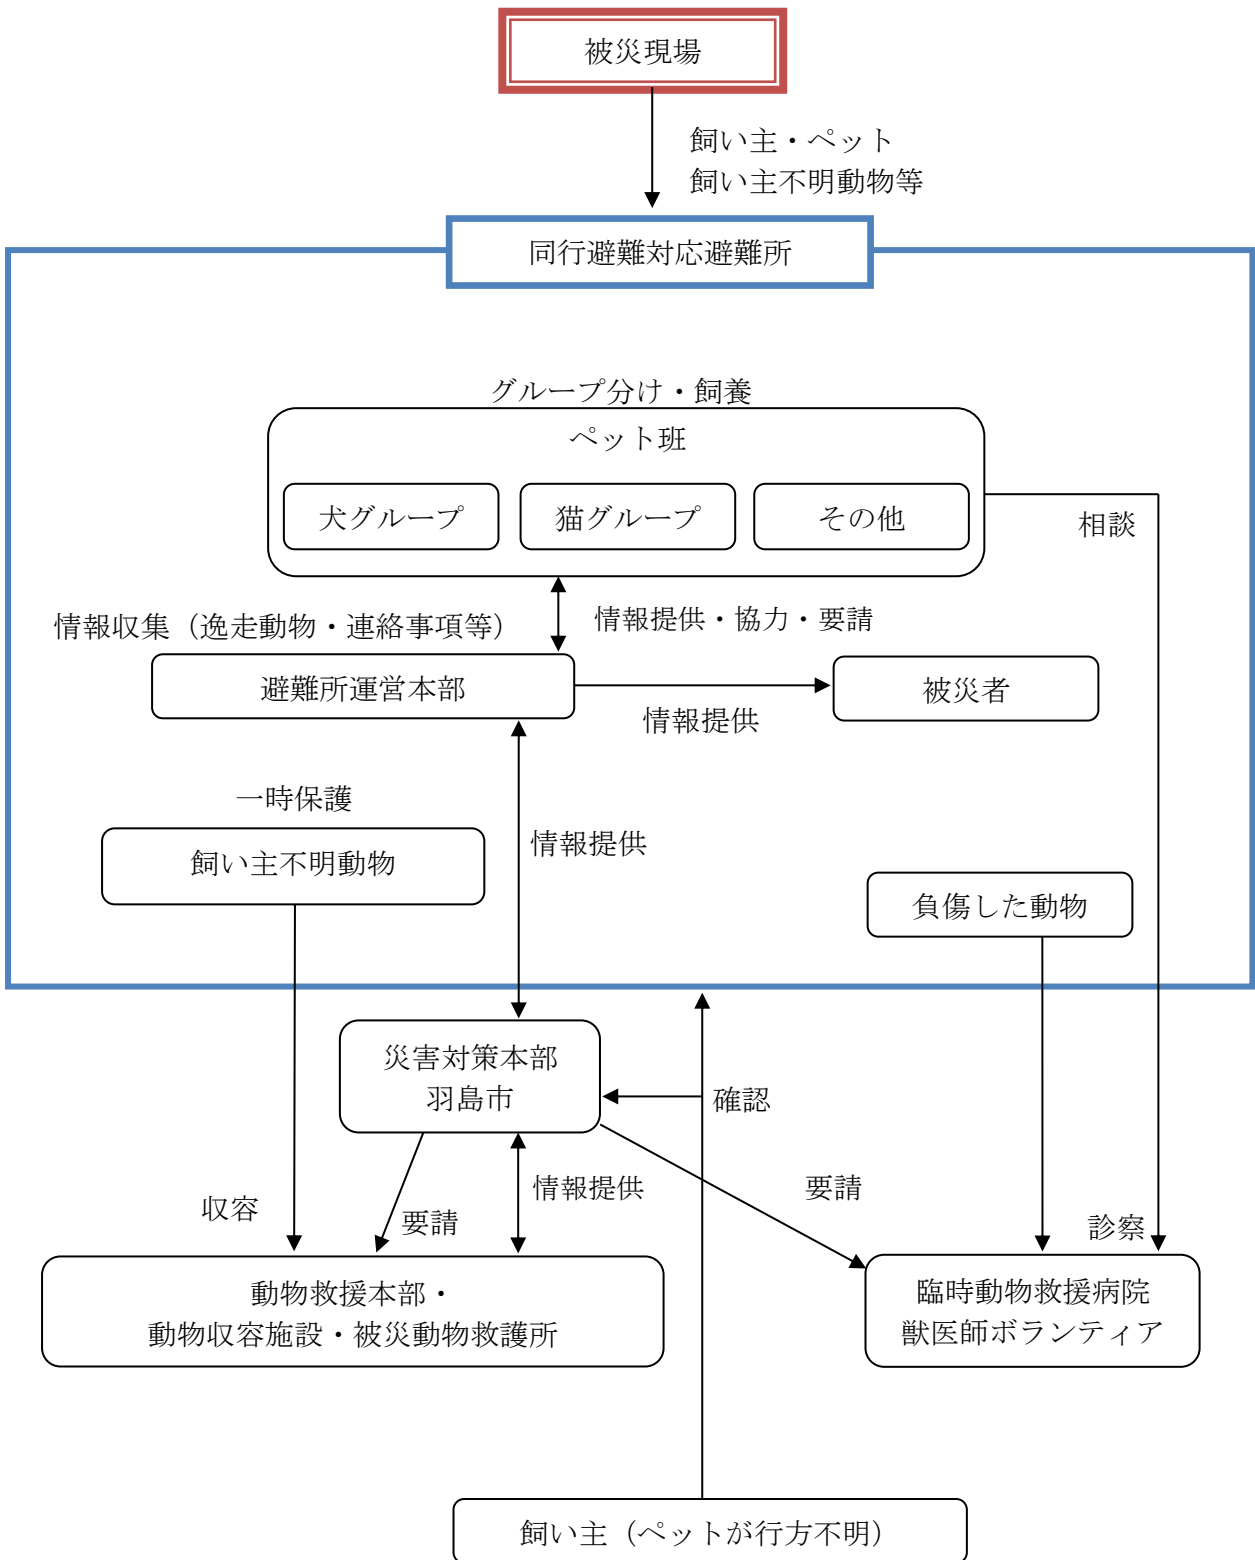 被災現場
飼い主・ペット
飼い主不明動物等
同行避難対応避難所
グループ分け・飼養
ペット班
犬グループ
猫グループ
その他
相談
情報収集（逸走動物・連絡事項等）
情報提供・協力・要請
避難所運営本部
被災者
情報提供
一時保護
飼い主不明動物
情報提供
負傷した動物
災害対策本部
羽島市
確認
収容
要請
情報提供
要請
診察
動物救援本部・
動物収容施設・被災動物救護所
臨時動物救援病院
獣医師ボランティア
飼い主（ペットが行方不明）